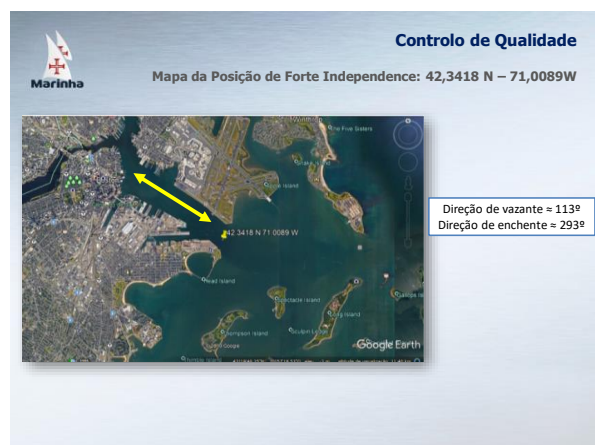 Controlo de Qualidade
Marinha
Mapa da Posição de Forte Independence: 42,3418 N – 71,0089W
The Five Sisters
42.3418 N 71.0089 W
Spectacle Island
Thompson Island
Google Earth
Direção de vazante ≈ 113º
Direção de enchente ≈ 293º